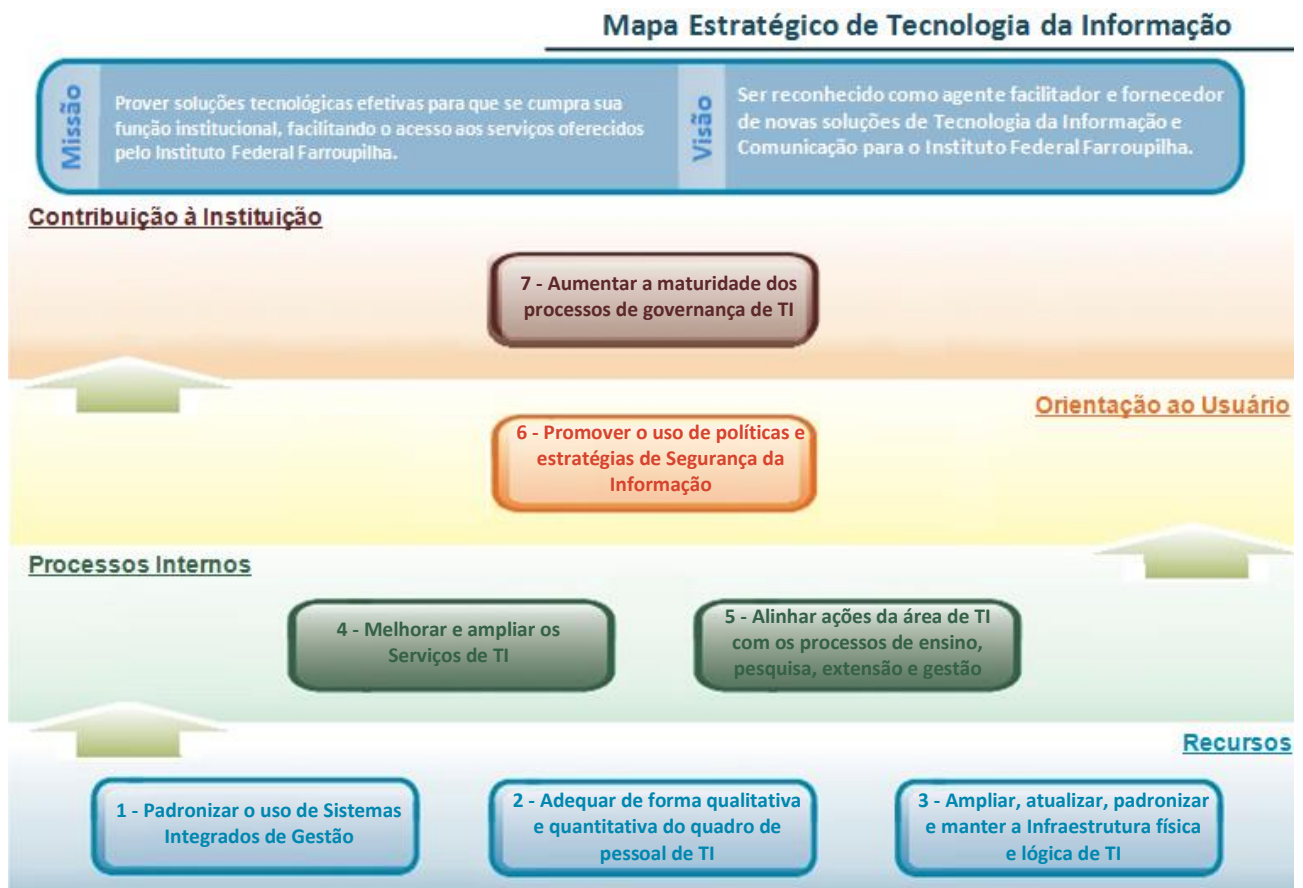 Mapa Estratégico de Tecnologia da Informação
Missão
Prover soluções tecnológicas efetivas para que se cumpra sua
função institucional, facilitando o acesso aos serviços oferecidos
pelo Instituto Federal Farroupilha.
Visão
Ser reconhecido como agente facilitador e fornecedor
de novas soluções de Tecnologia da Informação e
Comunicação para o Instituto Federal Farroupilha.
Contribuição à Instituição
7 - Aumentar a maturidade dos
processos de governança de TI
Orientação ao Usuário
6 - Promover o uso de políticas e
estratégias de Segurança da
Informação
Processos Internos
4 - Melhorar e ampliar os
Serviços de TI
5 - Alinhar ações da área de TI
com os processos de ensino,
pesquisa, extensão e gestão
Recursos
1 - Padronizar o uso de Sistemas
Integrados de Gestão
2 - Adequar de forma qualitativa
e quantitativa do quadro de
pessoal de TI
3 - Ampliar, atualizar, padronizar
e manter a Infraestrutura física
e lógica de TI